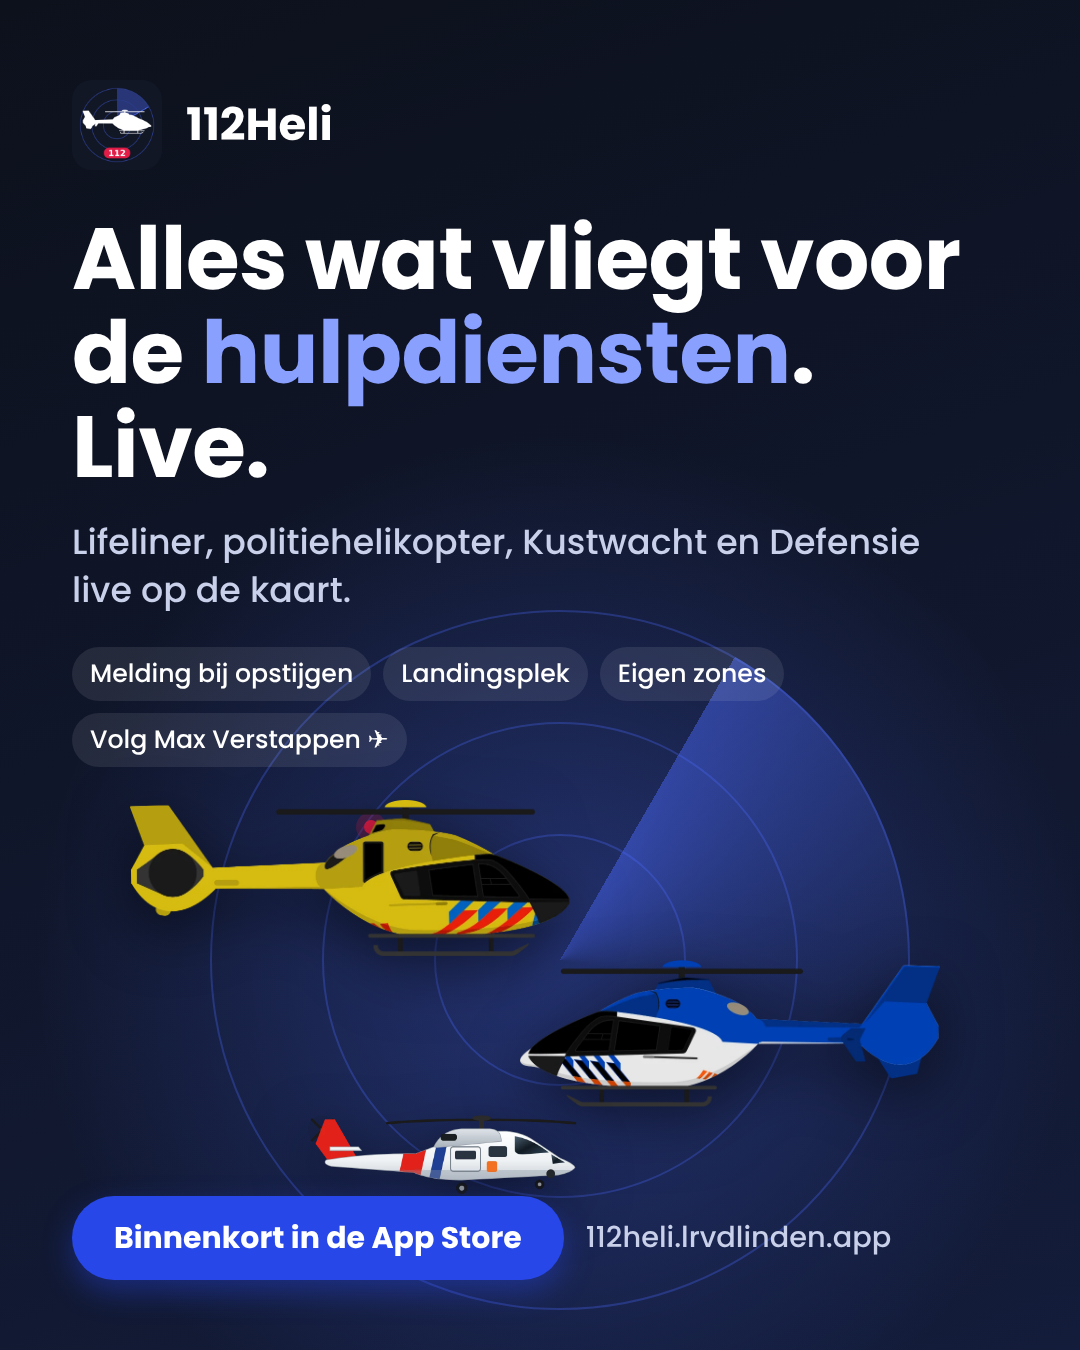 112
112Heli
Alles wat vliegt voor
de hulpdiensten.
Live.
Lifeliner, politiehelikopter, Kustwacht en Defensie
live op de kaart.
Melding bij opstijgen Landingsplek Eigen zones
Volg Max Verstappen ✈
Binnenkort in de App Store 112heli.lrvdlinden.app